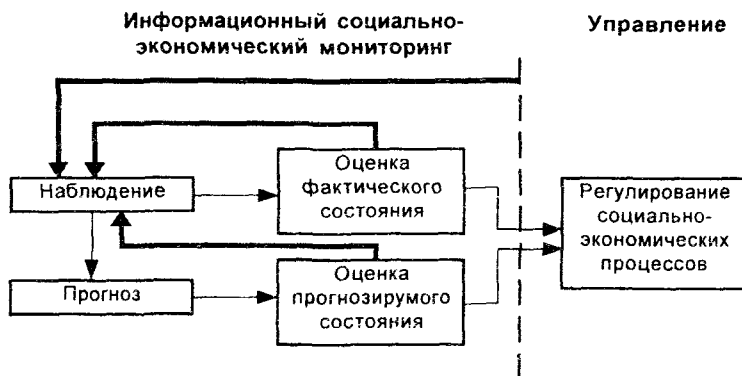 Информационный социально-
экономический мониторинг
Управление
Наблюдение
Оценка
фактического
состояния
Прогноз
Оценка
прогнозирумого
состояния
Регулирование
социально-
экономических
процессов